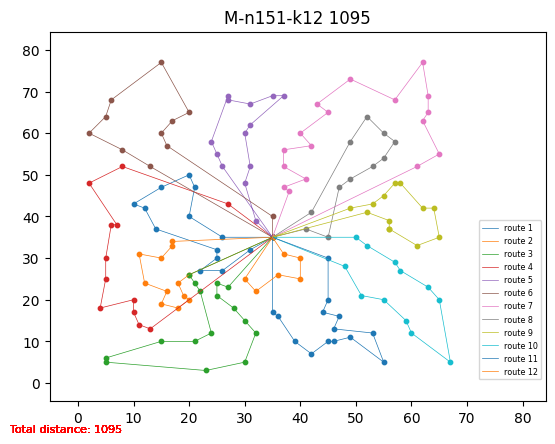 M-n151-k12 1095
80
70
60
50
40
30
20
10
0
route 1
route 2
route 3
route 4
route 5
route 6
route 7
route 8
route 9
route 10
route 11
route 12
0 10 20 30 40 50 60 70 80
Total distance: 1095